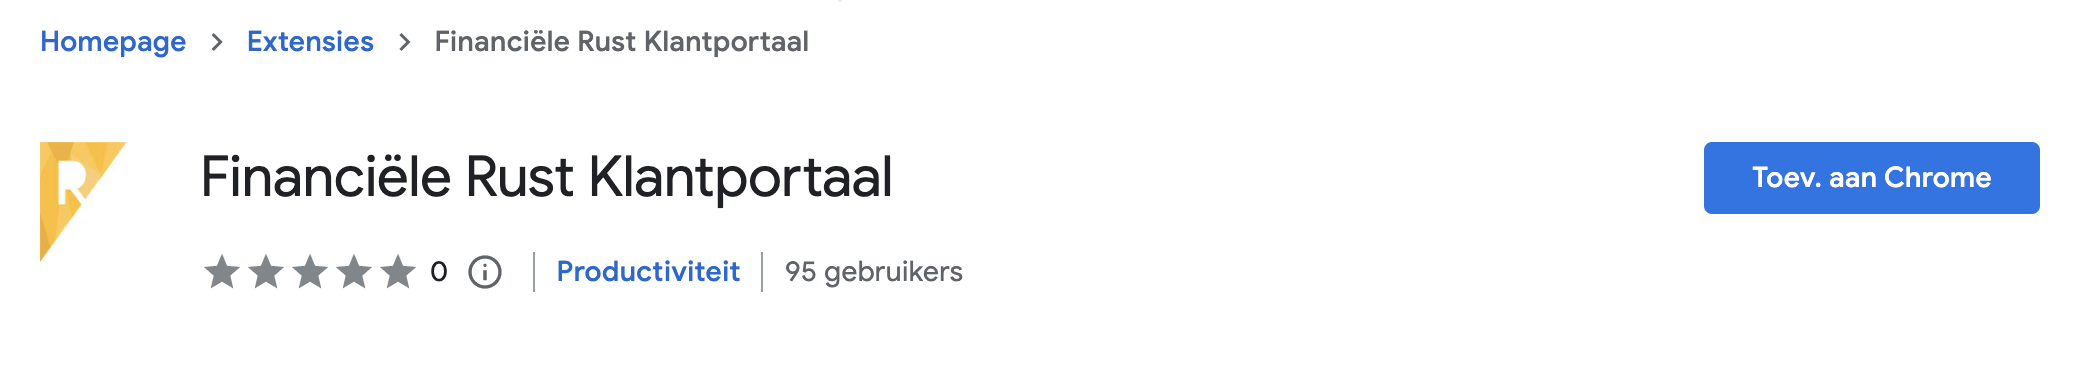 Homepage > Extensies > Financiële Rust Klantportaal
R
Financiële Rust Klantportaal
Toev. aan Chrome
0 | Productiviteit | 95 gebruikers